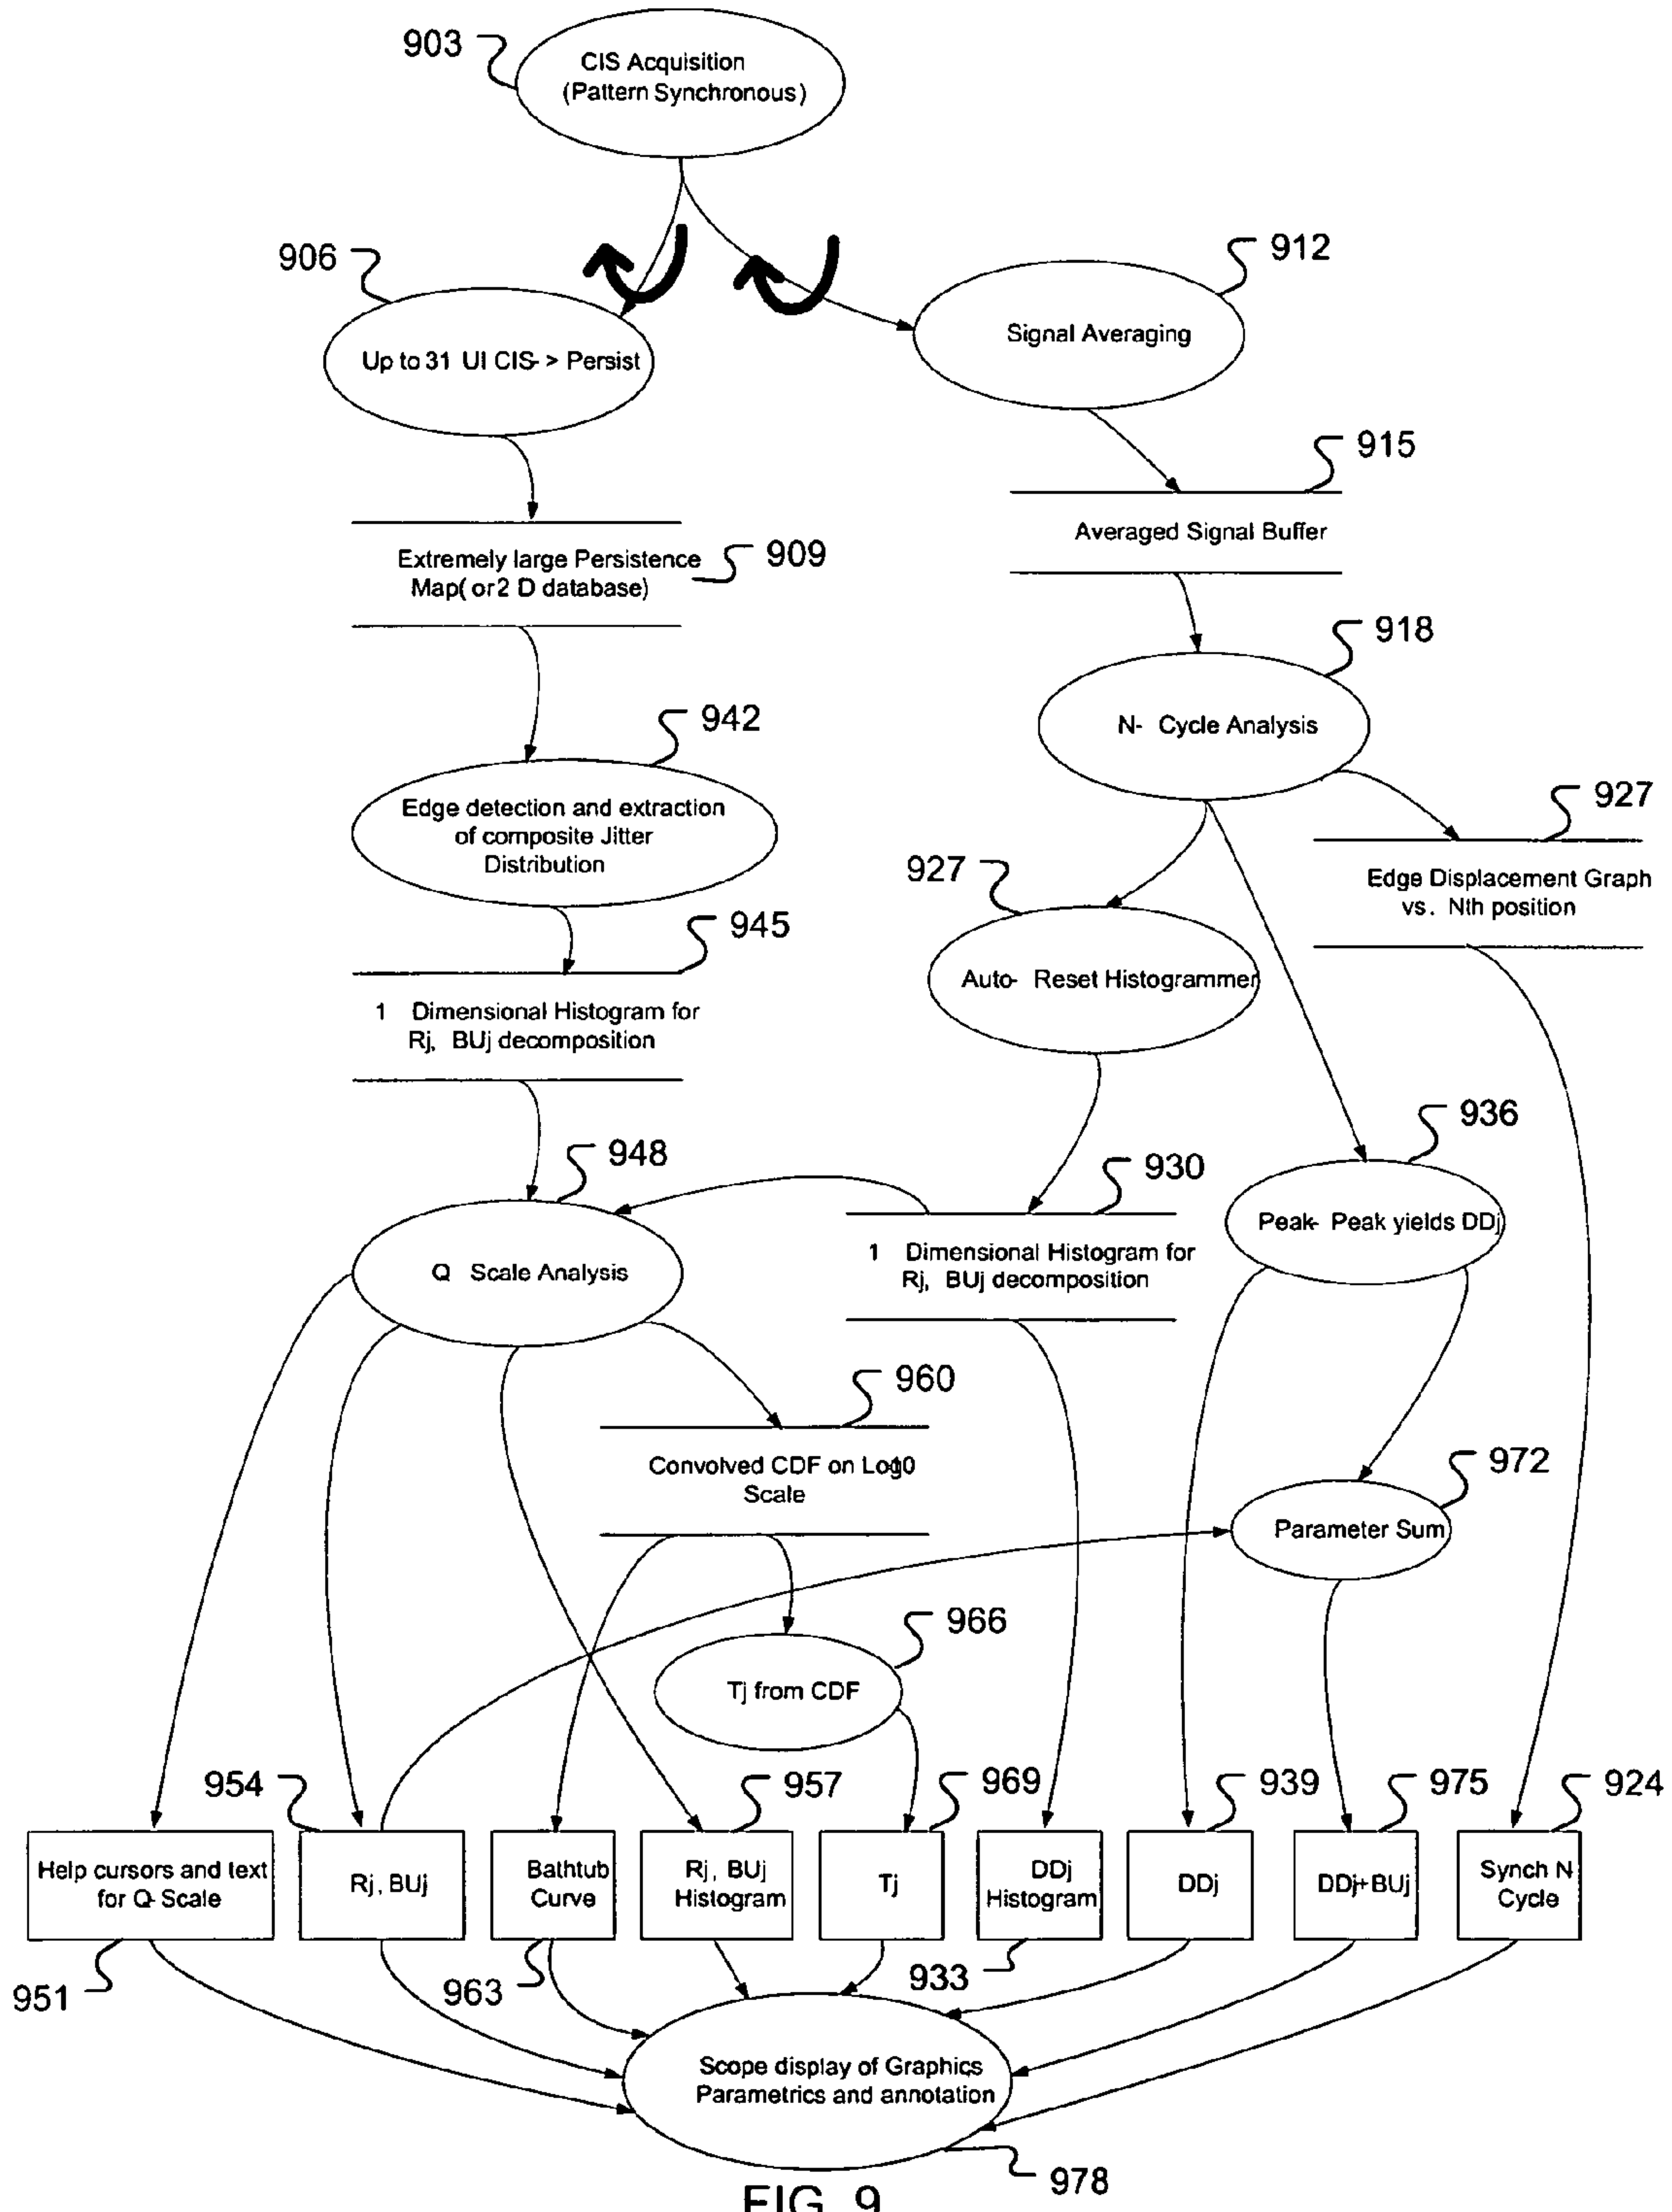 903
CIS Acquisition
(Pattern Synchronous)
906
912
Up to 31 UI CIS- > Persist
Signal Averaging
915
Averaged Signal Buffer
Extremely large Persistence
Map( or 2 D database)
909
918
N- Cycle Analysis
942
Edge detection and extraction
of composite Jitter
Distribution
927
Edge Displacement Graph
vs. Nth position
927
Auto- Reset Histogrammer
945
1 Dimensional Histogram for
Rj, BUj decomposition
936
Peak- Peak yields DDj
948
Q Scale Analysis
930
1 Dimensional Histogram for
Rj, BUj decomposition
960
Convolved CDF on Log10
Scale
972
Parameter Sum
966
Tj from CDF
954
957
969
939
975
924
Help cursors and text
for Q- Scale
Rj, BUj
Bathtub
Curve
Rj, BUj
Histogram
Tj
DDj
Histogram
DDj
DDj+BUj
Synch N
Cycle
951
963
933
Scope display of Graphics
Parametrics and annotation
978
FIG. 9